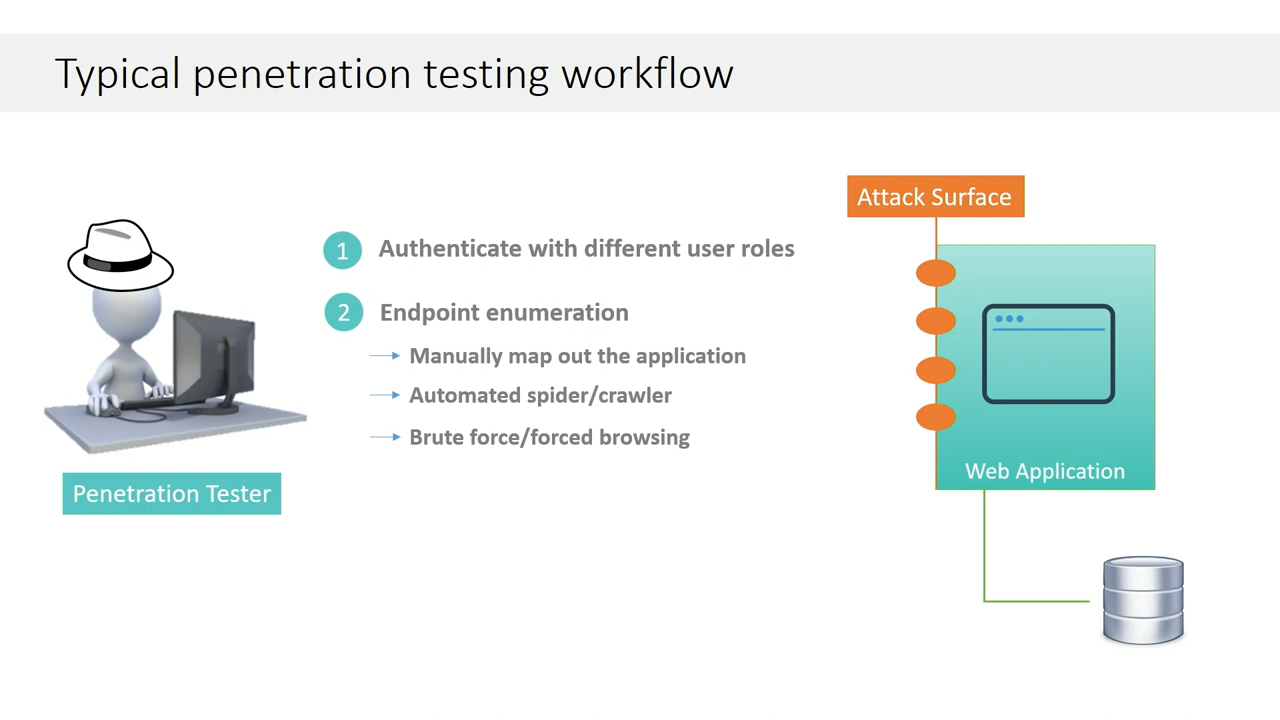 Typical penetration testing workflow
Attack Surface
1 Authenticate with different user roles
2 Endpoint enumeration
Manually map out the application
Automated spider/crawler
Brute force/forced browsing
Web Application
Penetration Tester